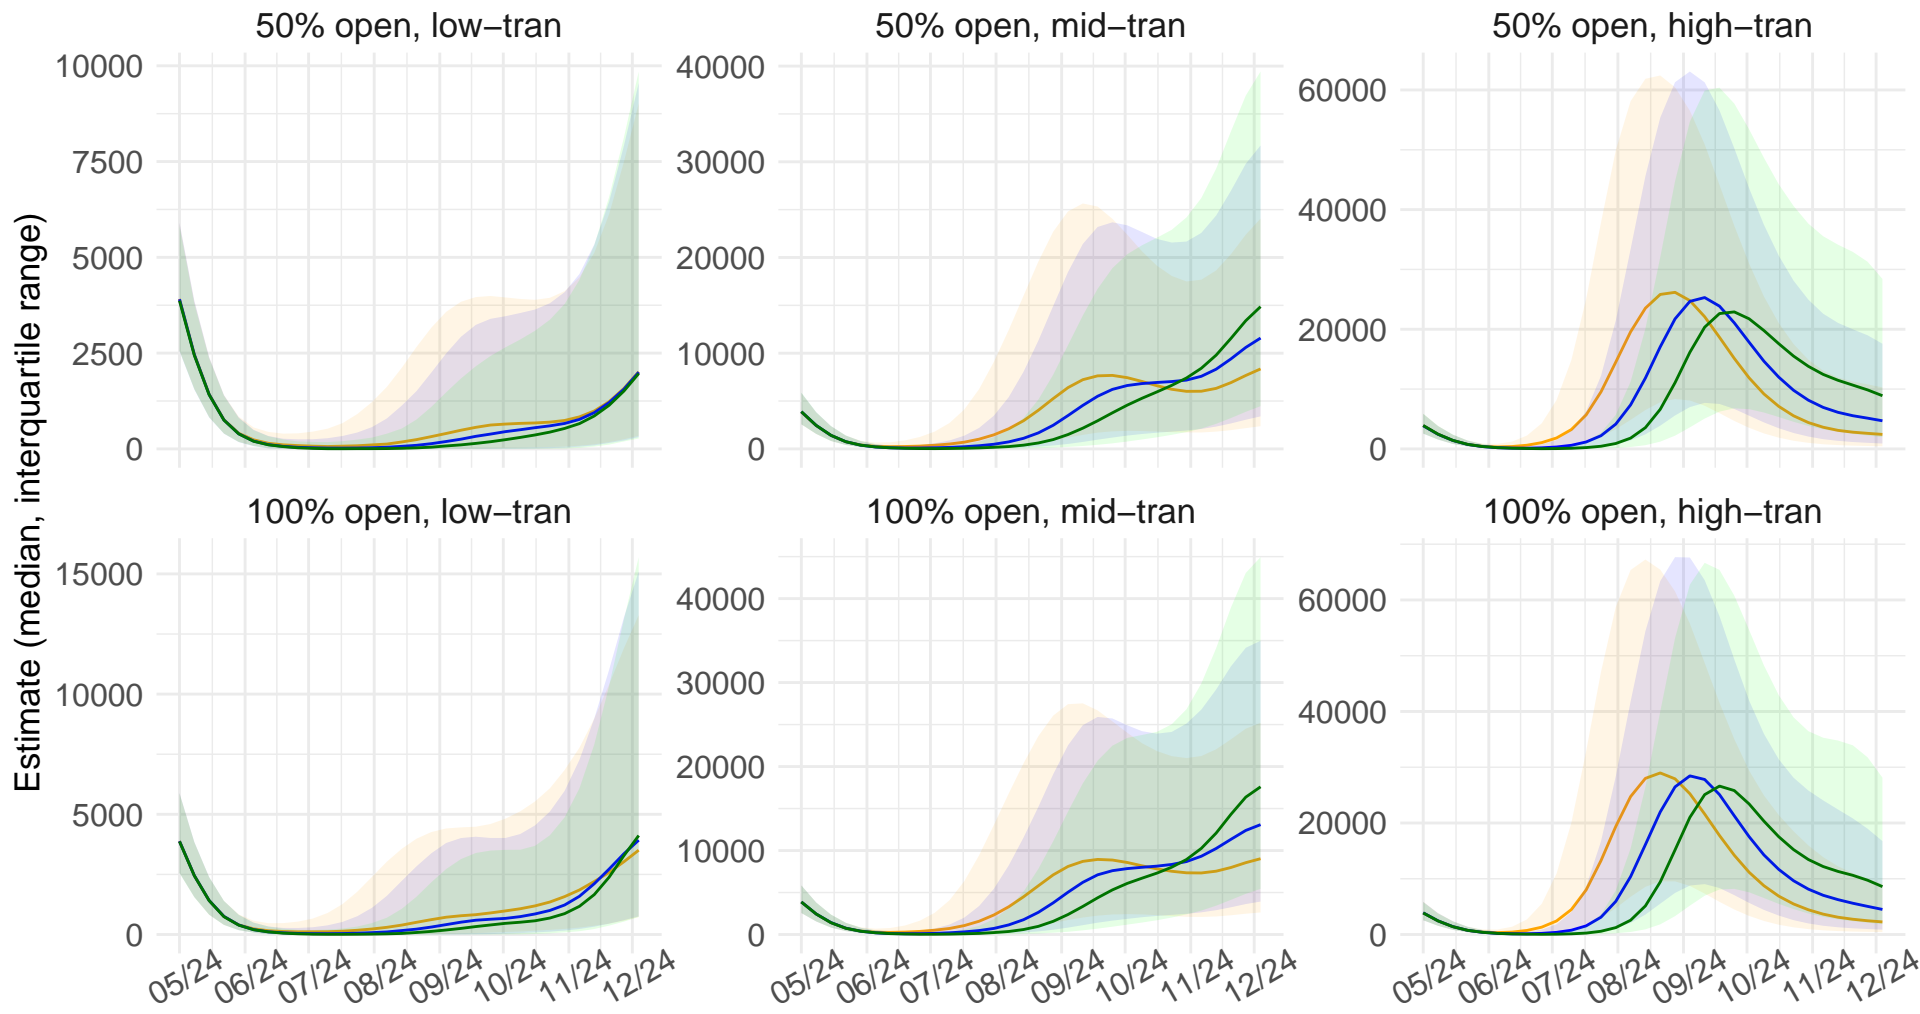 50% open, low−tran
50% open, mid−tran
50% open, high−tran
10000
7500
5000
2500
0
40000
30000
20000
10000
0
60000
40000
20000
0
Estimate (median, interquartile range)
100% open, low−tran
100% open, mid−tran
100% open, high−tran
15000
10000
5000
0
40000
30000
20000
10000
0
60000
40000
20000
0
05/24 06/24 07/24 08/24 09/24 10/24 11/24 12/24
05/24 06/24 07/24 08/24 09/24 10/24 11/24 12/24
05/24 06/24 07/24 08/24 09/24 10/24 11/24 12/24